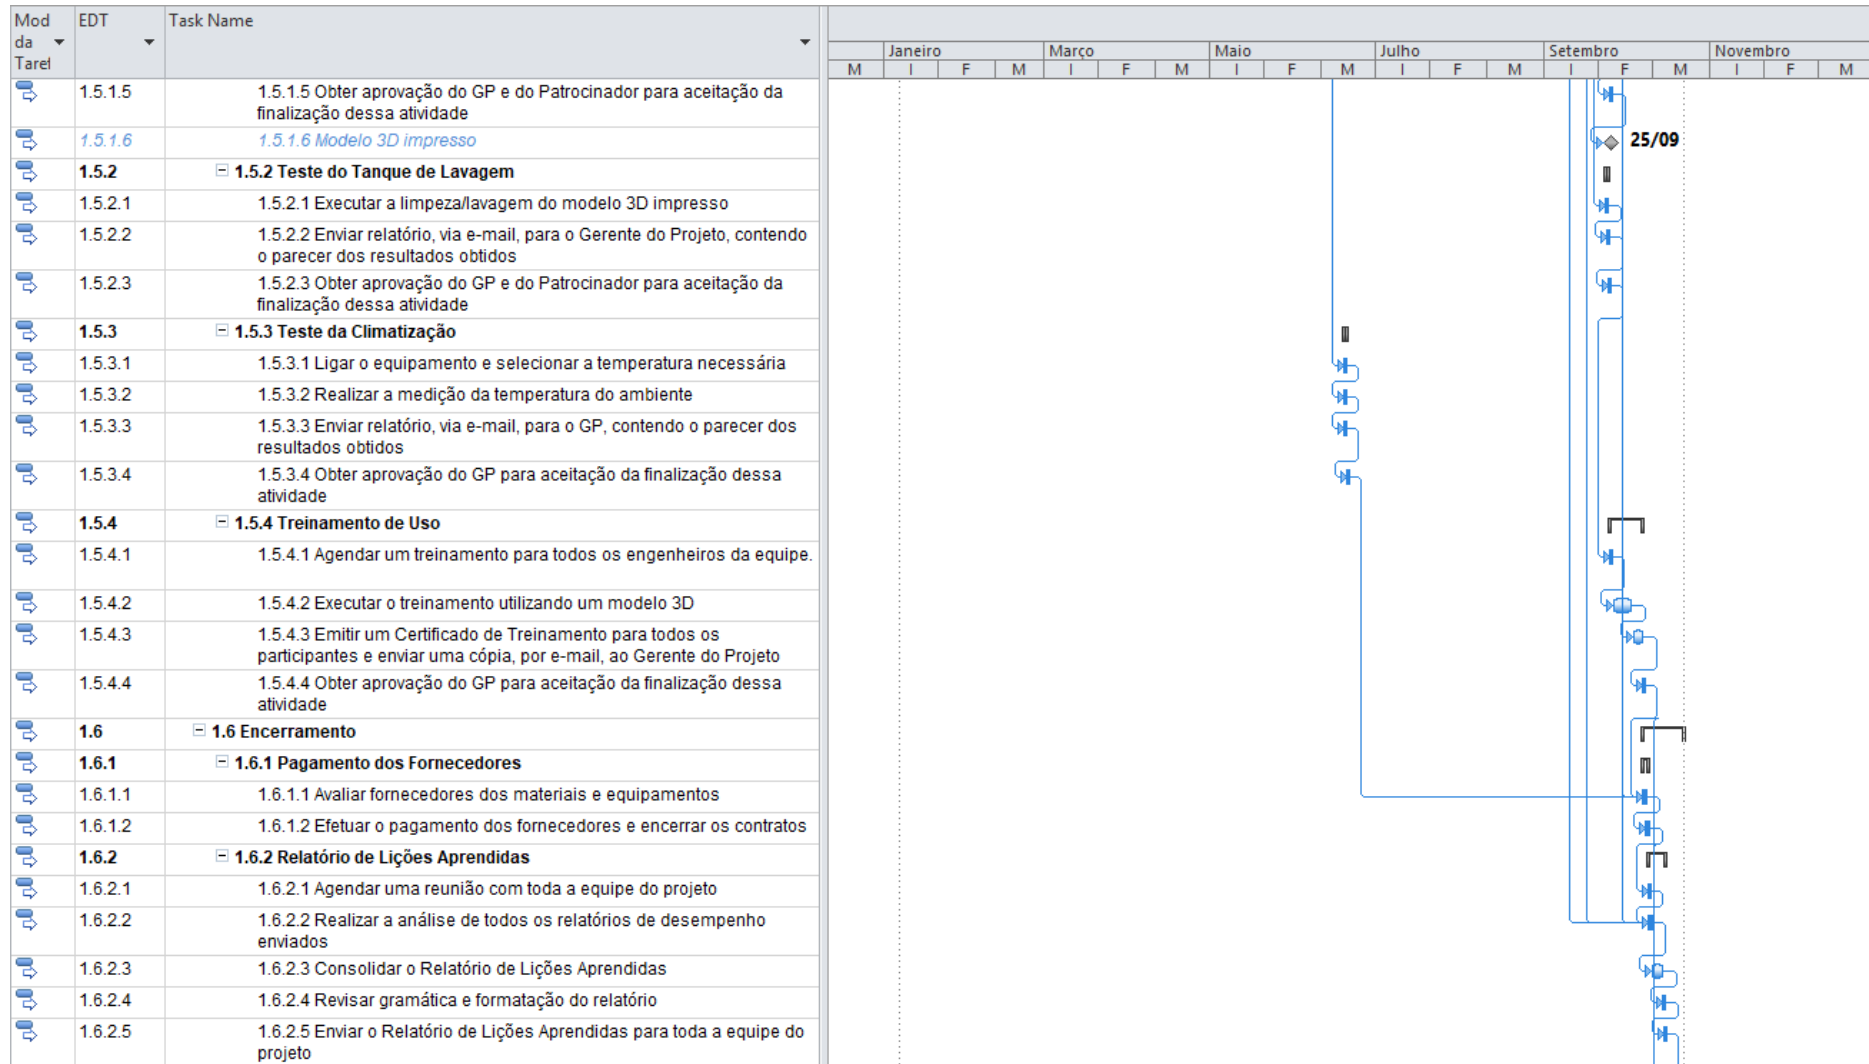 Mod da Taref EDT Task Name
Janeiro Março Maio Julho Setembro Novembro
M I F M I F M I F M I F M I F M I F M
1.5.1.5 1.5.1.5 Obter aprovação do GP e do Patrocinador para aceitação da
finalização dessa atividade
1.5.1.6 1.5.1.6 Modelo 3D impresso 25/09
1.5.2 1.5.2 Teste do Tanque de Lavagem
1.5.2.1 1.5.2.1 Executar a limpeza/lavagem do modelo 3D impresso
1.5.2.2 1.5.2.2 Enviar relatório, via e-mail, para o Gerente do Projeto, contendo
o parecer dos resultados obtidos
1.5.2.3 1.5.2.3 Obter aprovação do GP e do Patrocinador para aceitação da
finalização dessa atividade
1.5.3 1.5.3 Teste da Climatização
1.5.3.1 1.5.3.1 Ligar o equipamento e selecionar a temperatura necessária
1.5.3.2 1.5.3.2 Realizar a medição da temperatura do ambiente
1.5.3.3 1.5.3.3 Enviar relatório, via e-mail, para o GP, contendo o parecer dos
resultados obtidos
1.5.3.4 1.5.3.4 Obter aprovação do GP para aceitação da finalização dessa
atividade
1.5.4 1.5.4 Treinamento de Uso
1.5.4.1 1.5.4.1 Agendar um treinamento para todos os engenheiros da equipe.
1.5.4.2 1.5.4.2 Executar o treinamento utilizando um modelo 3D
1.5.4.3 1.5.4.3 Emitir um Certificado de Treinamento para todos os
participantes e enviar uma cópia, por e-mail, ao Gerente do Projeto
1.5.4.4 1.5.4.4 Obter aprovação do GP para aceitação da finalização dessa
atividade
1.6 1.6 Encerramento
1.6.1 1.6.1 Pagamento dos Fornecedores
1.6.1.1 1.6.1.1 Avaliar fornecedores dos materiais e equipamentos
1.6.1.2 1.6.1.2 Efetuar o pagamento dos fornecedores e encerrar os contratos
1.6.2 1.6.2 Relatório de Lições Aprendidas
1.6.2.1 1.6.2.1 Agendar uma reunião com toda a equipe do projeto
1.6.2.2 1.6.2.2 Realizar a análise de todos os relatórios de desempenho
enviados
1.6.2.3 1.6.2.3 Consolidar o Relatório de Lições Aprendidas
1.6.2.4 1.6.2.4 Revisar gramática e formatação do relatório
1.6.2.5 1.6.2.5 Enviar o Relatório de Lições Aprendidas para toda a equipe do
projeto